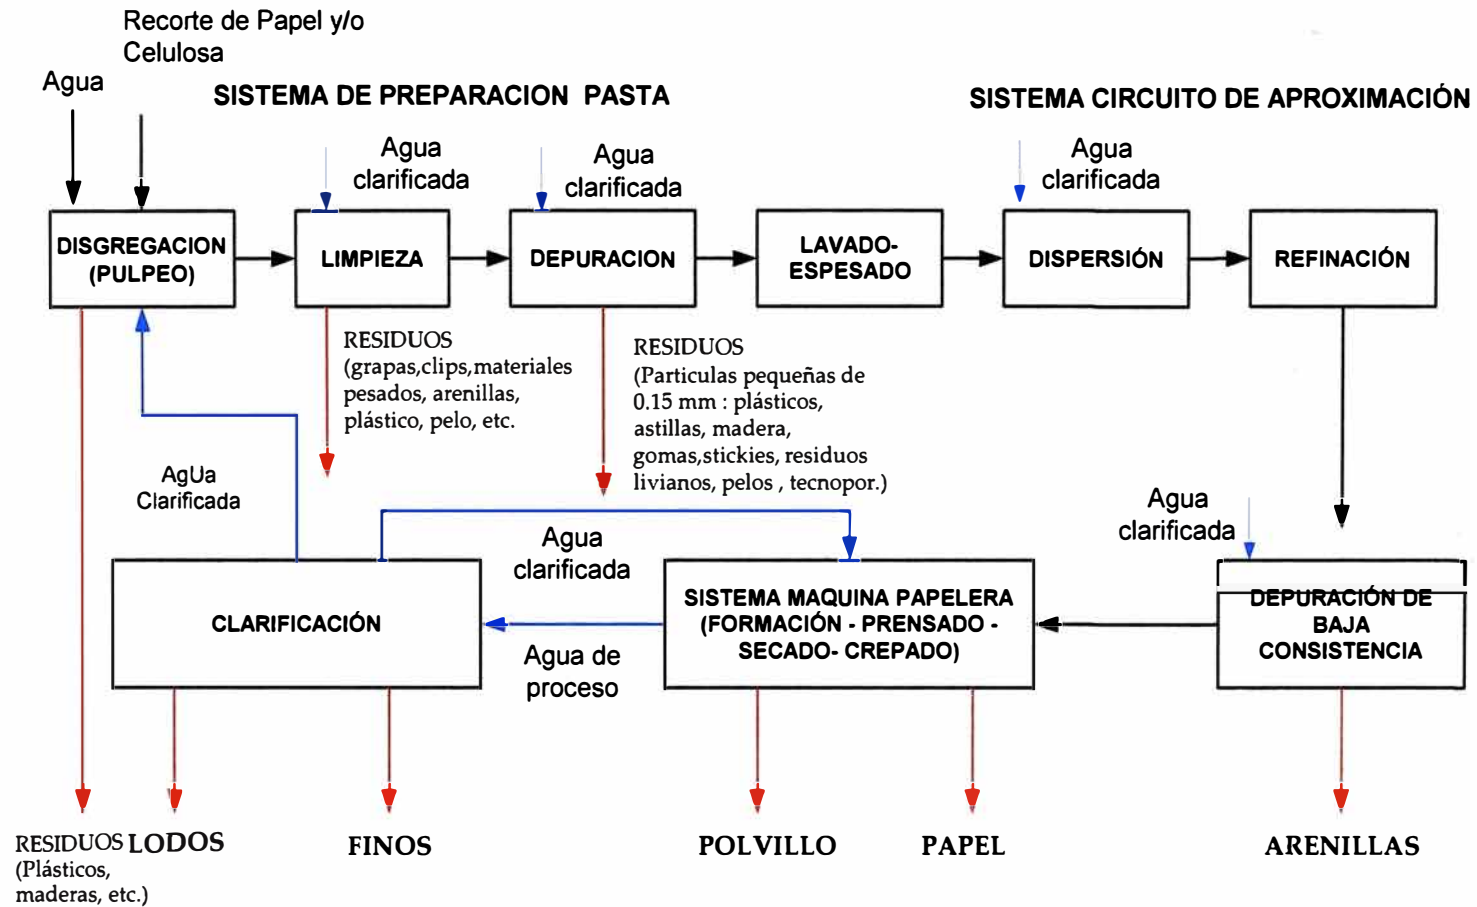 Recorte de Papel y/o
Celulosa
Agua
SISTEMA DE PREPARACION PASTA
SISTEMA CIRCUITO DE APROXIMACIÓN
Agua
clarificada
Agua
clarificada
Agua
clarificada
DISGREGACION
(PULPEO)
LIMPIEZA
DEPURACION
LAVADO-
ESPESADO
DISPERSIÓN
REFINACIÓN
RESIDUOS
(grapas,clips,materiales
pesados, arenillas,
plástico, pelo, etc.
RESIDUOS
(Particulas pequeñas de
0.15 mm : plásticos,
astillas, madera,
gomas,stickies, residuos
livianos, pelos , tecnopor.)
AgUa
Clarificada
Agua
clarificada
Agua
clarificada
CLARIFICACIÓN
Agua de
proceso
SISTEMA MAQUINA PAPELERA
(FORMACIÓN - PRENSADO -
SECADO- CREPADO)
DEPURACIÓN DE
BAJA
CONSISTENCIA
RESIDUOS
(Plásticos,
maderas, etc.)
LODOS
FINOS
POLVILLO
PAPEL
ARENILLAS